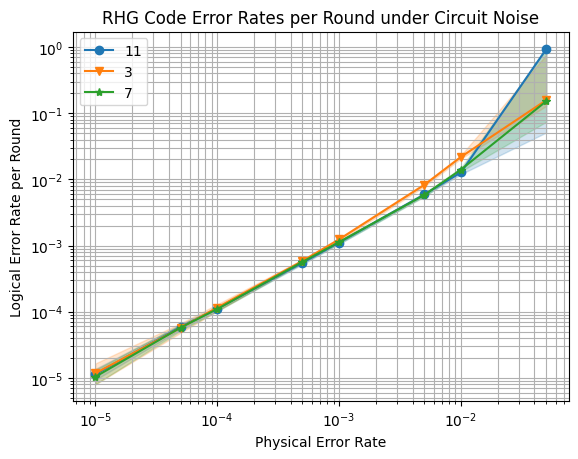 RHG Code Error Rates per Round under Circuit Noise
11
3
7
Logical Error Rate per Round
10⁰
10⁻¹
10⁻²
10⁻³
10⁻⁴
10⁻⁵
10⁻⁵ 10⁻⁴ 10⁻³ 10⁻²
Physical Error Rate